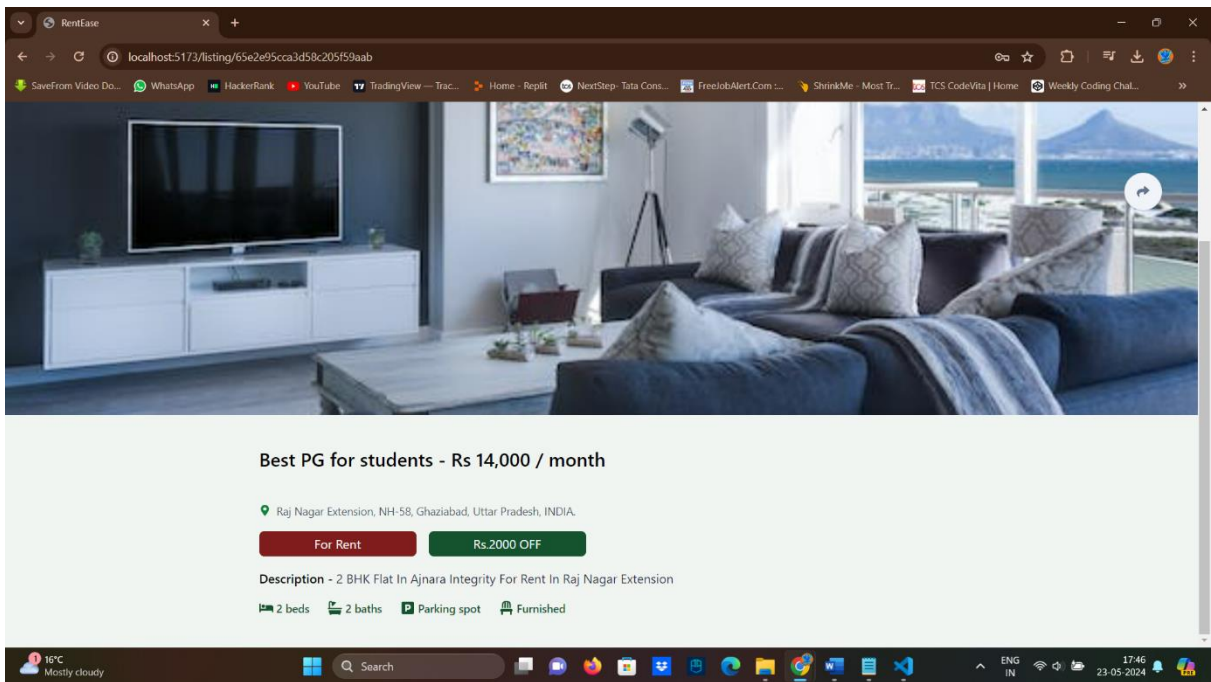 RentEase
localhost:5173/listing/65e2e95cca3d58c205f59aab
SaveFrom Video Do... WhatsApp HackerRank YouTube TradingView — Trac... Home - Replit NextStep- Tata Cons... FreeJobAlert.Com :... ShrinkMe - Most Tr... TCS CodeVita | Home Weekly Coding Chal...
Best PG for students - Rs 14,000 / month
Raj Nagar Extension, NH-58, Ghaziabad, Uttar Pradesh, INDIA.
For Rent Rs.2000 OFF
Description - 2 BHK Flat In Ajnara Integrity For Rent In Raj Nagar Extension
2 beds 2 baths P Parking spot Furnished
1 16°C Search ENG 17:46
Mostly cloudy IN 23-05-2024